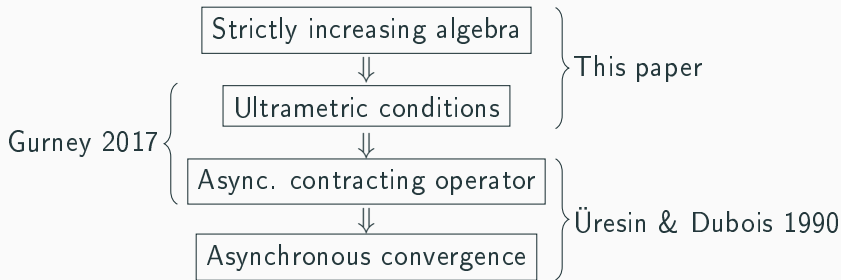 Strictly increasing algebra
⇓
This paper
Ultrametric conditions
Gurney 2017
⇓
Async. contracting operator
⇓
Üresin & Dubois 1990
Asynchronous convergence